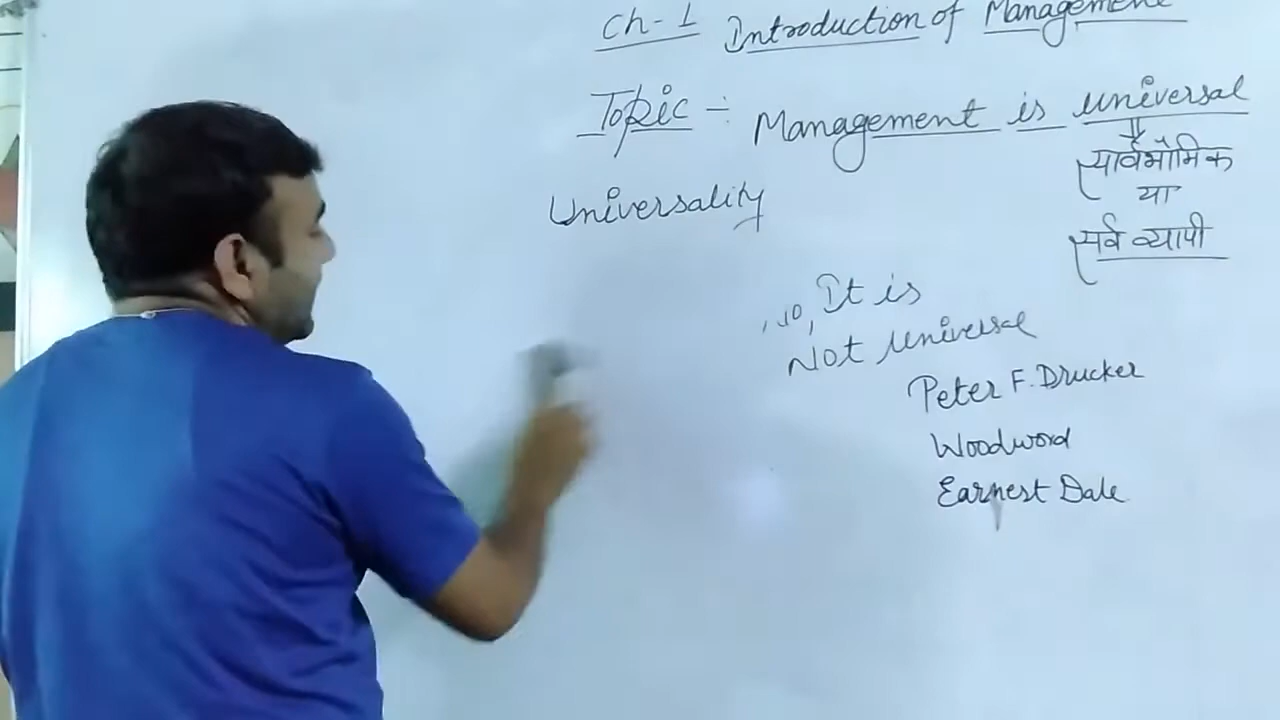 Ch-1 Introduction of Management
Topic :- Management is universal
सार्वभौमिक
या
सर्व व्यापी
Universality
It is
Not universal
Peter F. Drucker
Woodword
Earnest Dale